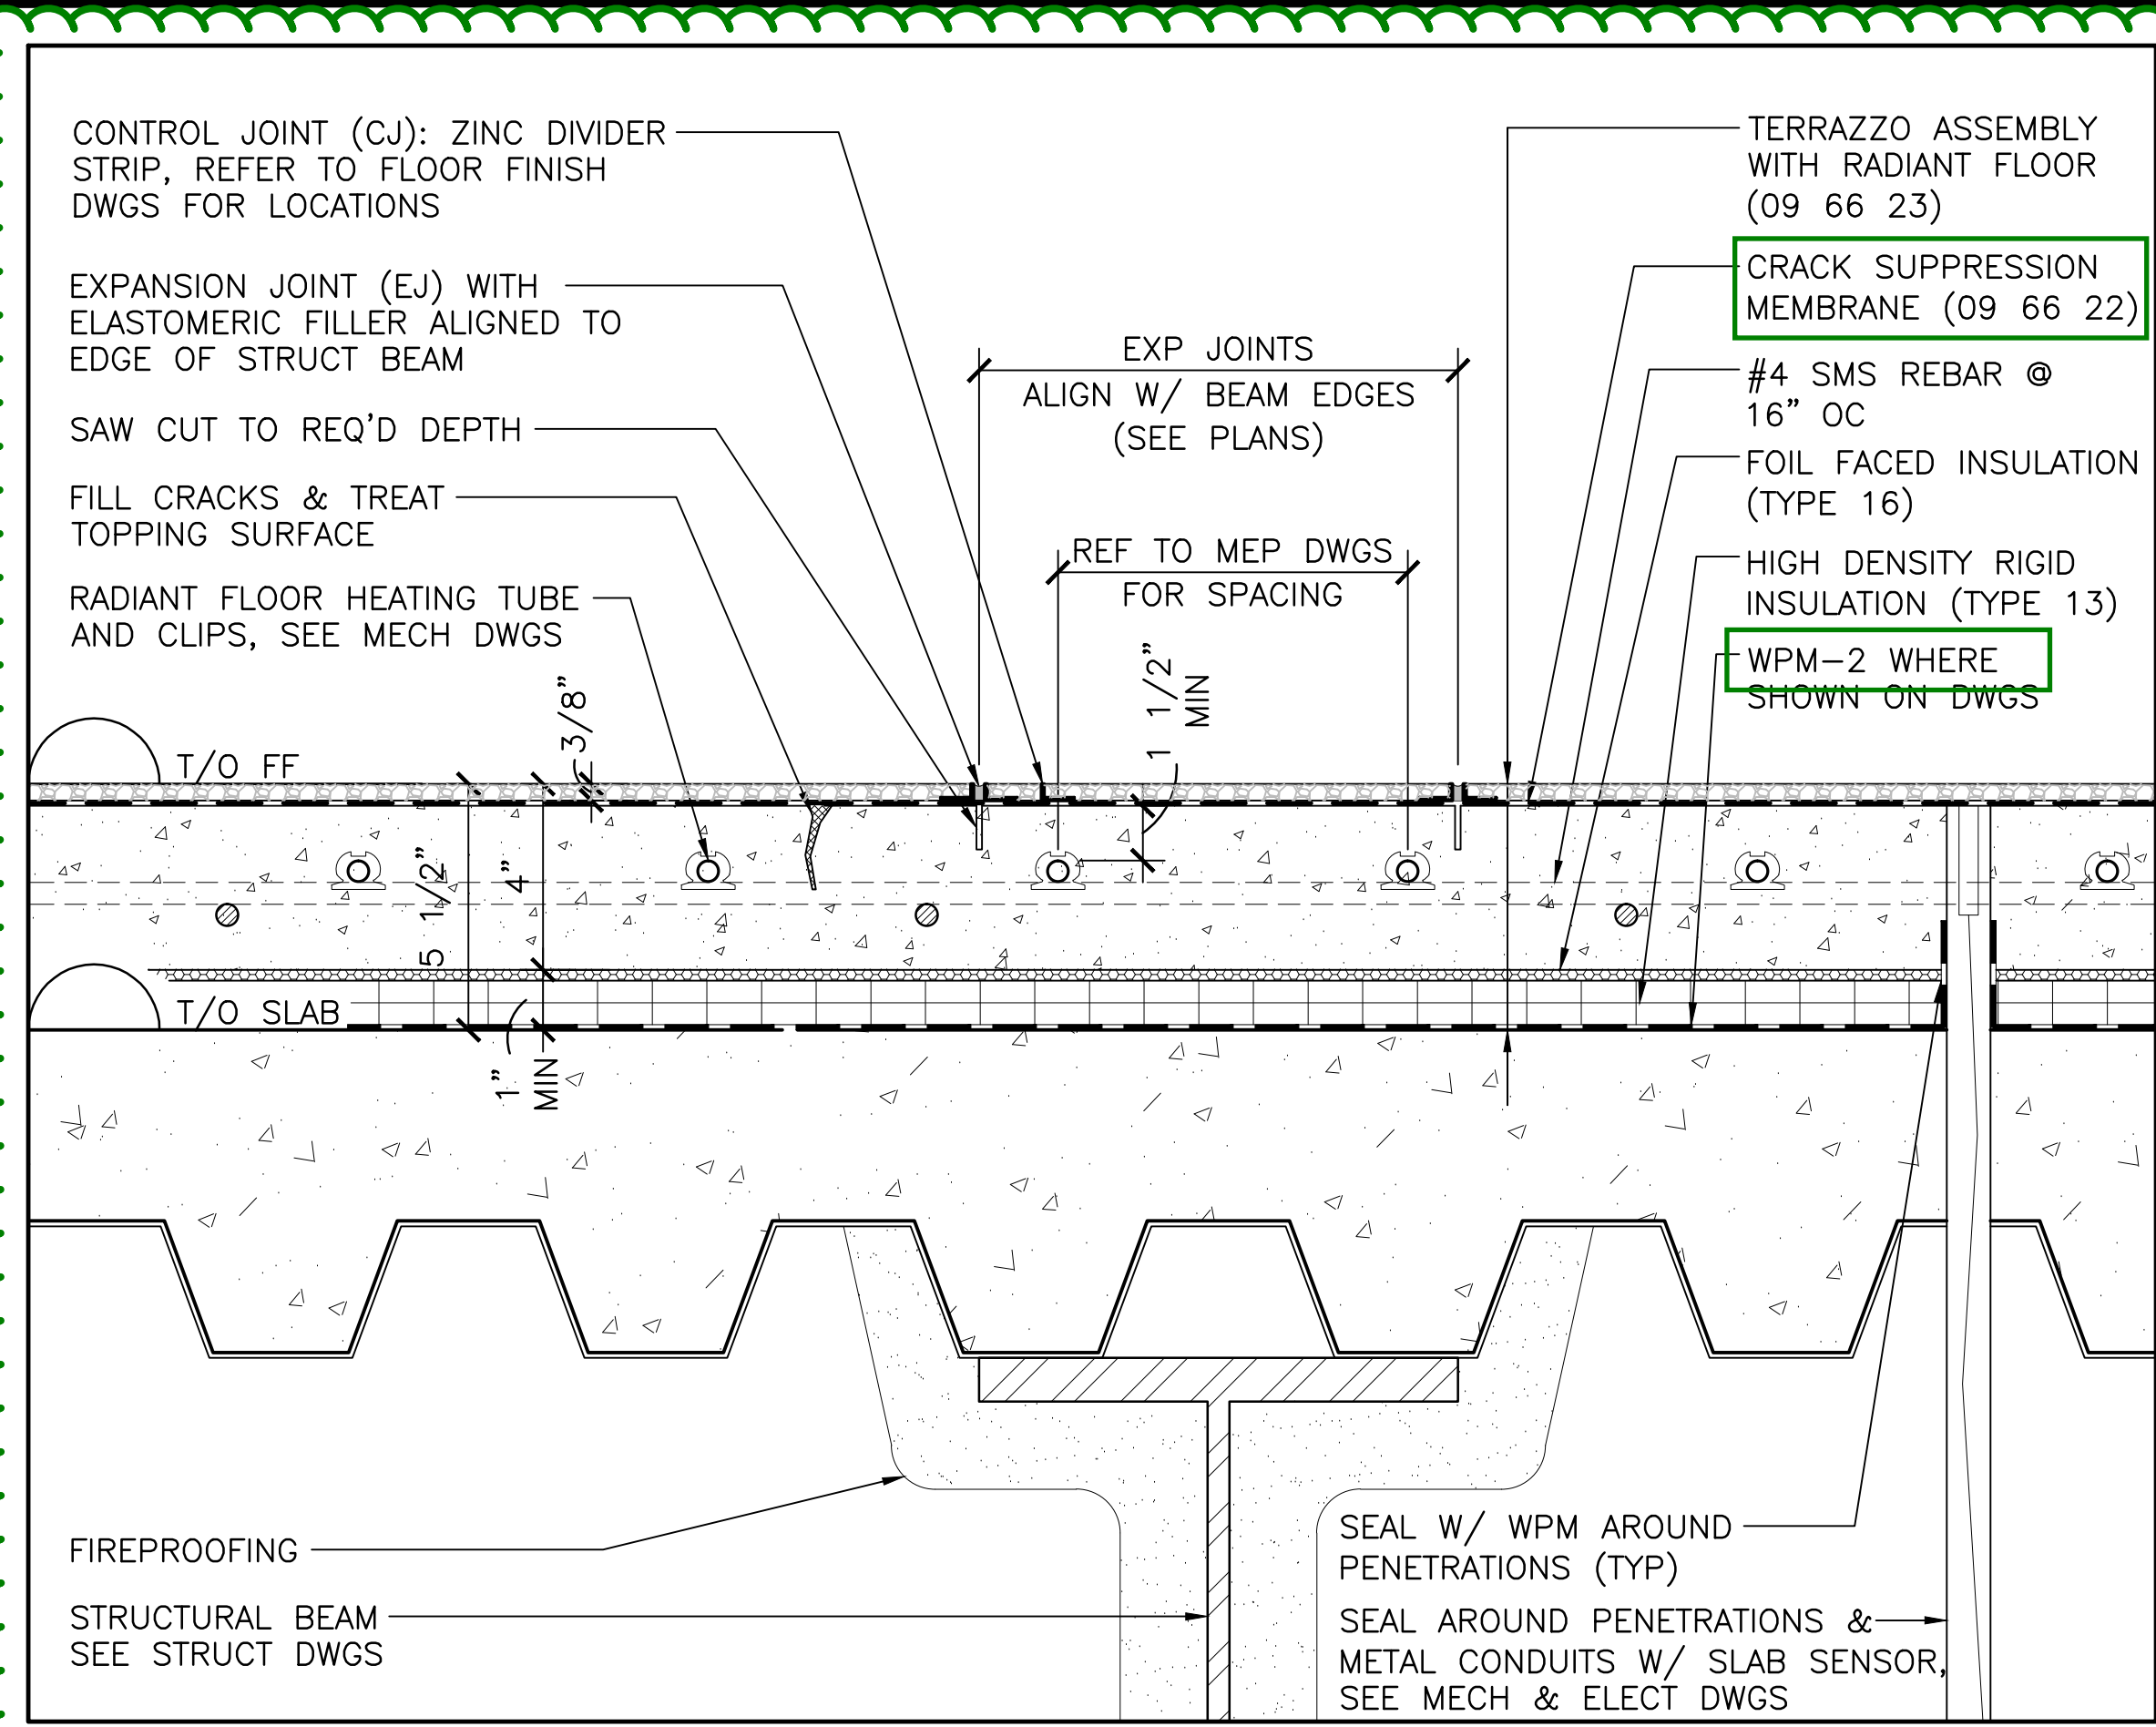 CONTROL JOINT (CJ): ZINC DIVIDER
STRIP, REFER TO FLOOR FINISH
DWGS FOR LOCATIONS
EXPANSION JOINT (EJ) WITH
ELASTOMERIC FILLER ALIGNED TO
EDGE OF STRUCT BEAM
SAW CUT TO REQ'D DEPTH
FILL CRACKS & TREAT
TOPPING SURFACE
RADIANT FLOOR HEATING TUBE
AND CLIPS, SEE MECH DWGS
EXP JOINTS
ALIGN W/ BEAM EDGES
(SEE PLANS)
REF TO MEP DWGS
FOR SPACING
1 1/2"
MIN
TERRAZZO ASSEMBLY
WITH RADIANT FLOOR
(09 66 23)
CRACK SUPPRESSION
MEMBRANE (09 66 22)
#4 SMS REBAR @
16" OC
FOIL FACED INSULATION
(TYPE 16)
HIGH DENSITY RIGID
INSULATION (TYPE 13)
WPM-2 WHERE
SHOWN ON DWGS
T/O FF
3/8"
5 1/2"
4"
T/O SLAB
1"
MIN
FIREPROOFING
STRUCTURAL BEAM
SEE STRUCT DWGS
SEAL W/ WPM AROUND
PENETRATIONS (TYP)
SEAL AROUND PENETRATIONS &
METAL CONDUITS W/ SLAB SENSOR,
SEE MECH & ELECT DWGS